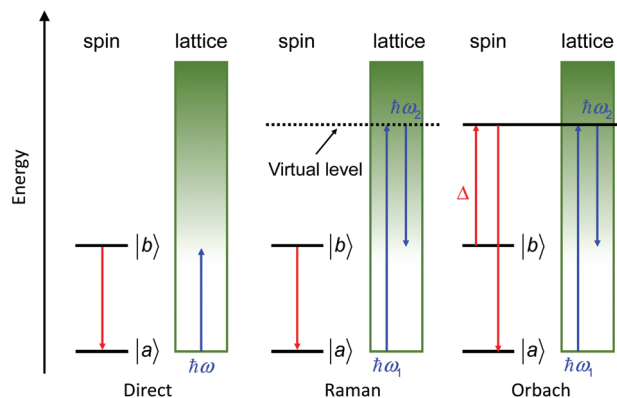 spin lattice spin lattice spin lattice
ħω₂ ħω₂
Virtual level
Energy
Δ
|b⟩ |b⟩ |b⟩
|a⟩ |a⟩ |a⟩
ħω ħω₁ ħω₁
Direct Raman Orbach